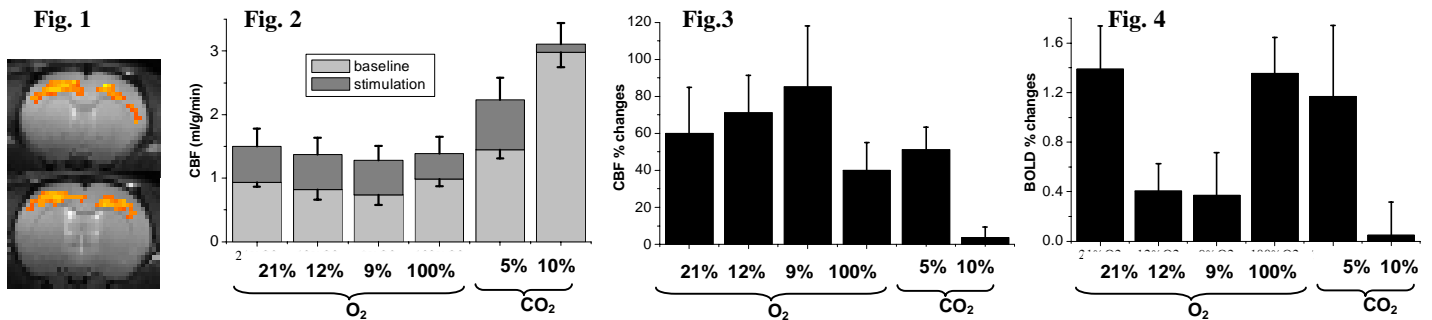 Fig. 1
Fig. 2
CBF (ml/g/min)
3
2
1
0
baseline
stimulation
2
21% 12% 9% 100% 5% 10%
O2 CO2
Fig.3
CBF % changes
120
100
80
60
40
20
0
21% 12% 9% 100% 5% 10%
O2 CO2
Fig. 4
BOLD % changes
1.6
1.2
0.8
0.4
0.0
21% 12% 9% 100% 5% 10%
O2 CO2